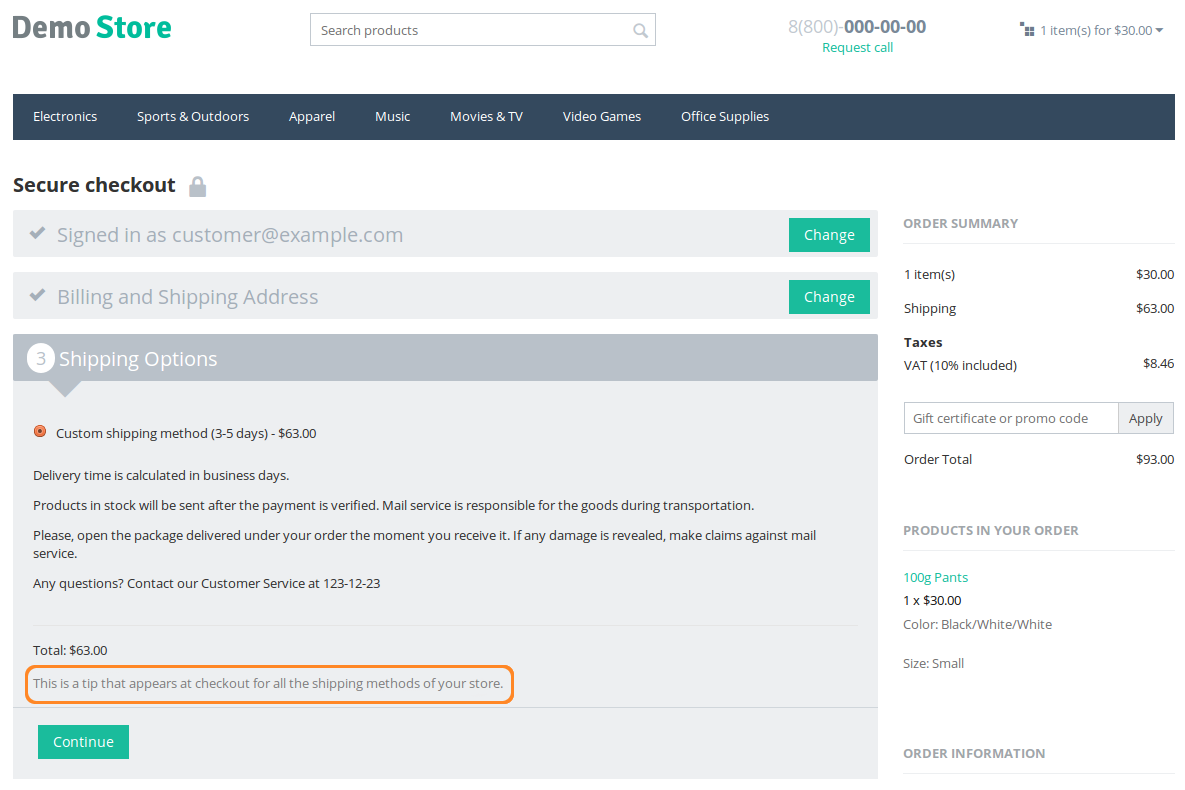 Demo Store
Search products
8(800)-000-00-00
Request call
1 item(s) for $30.00
Electronics
Sports & Outdoors
Apparel
Music
Movies & TV
Video Games
Office Supplies
Secure checkout
Signed in as customer@example.com
Change
Billing and Shipping Address
Change
3 Shipping Options
Custom shipping method (3-5 days) - $63.00
Delivery time is calculated in business days.
Products in stock will be sent after the payment is verified. Mail service is responsible for the goods during transportation.
Please, open the package delivered under your order the moment you receive it. If any damage is revealed, make claims against mail
service.
Any questions? Contact our Customer Service at 123-12-23
Total: $63.00
This is a tip that appears at checkout for all the shipping methods of your store.
Continue
ORDER SUMMARY
1 item(s) $30.00
Shipping $63.00
Taxes
VAT (10% included) $8.46
Gift certificate or promo code
Apply
Order Total $93.00
PRODUCTS IN YOUR ORDER
100g Pants
1 x $30.00
Color: Black/White/White
Size: Small
ORDER INFORMATION